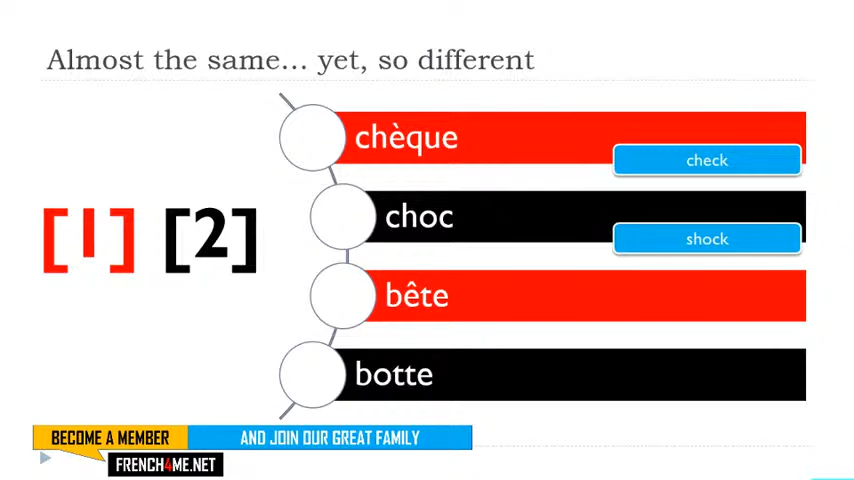 Almost the same... yet, so different
chèque
check
[1] [2]
choc
shock
bête
botte
BECOME A MEMBER AND JOIN OUR GREAT FAMILY
FRENCH4ME.NET